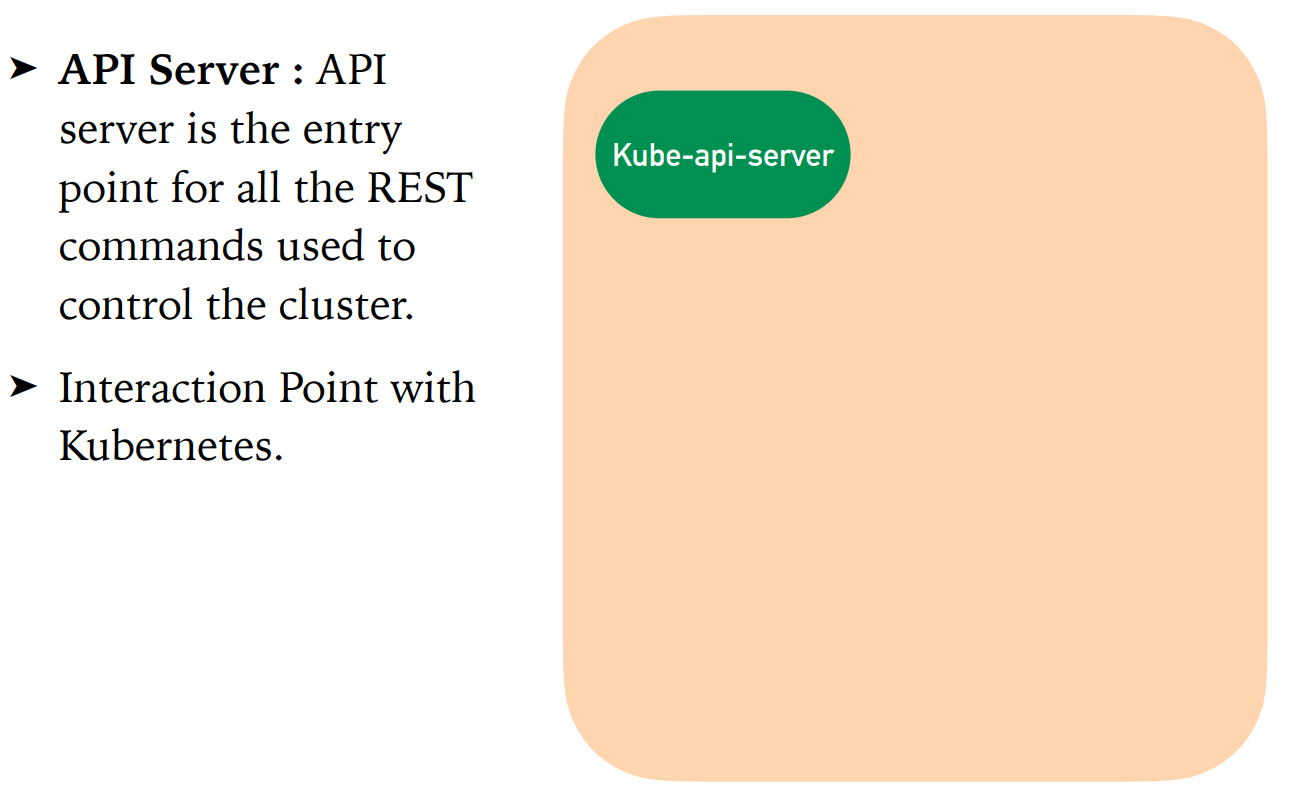 ➤ API Server : API
server is the entry
point for all the REST
commands used to
control the cluster.
➤ Interaction Point with
Kubernetes.
Kube-api-server